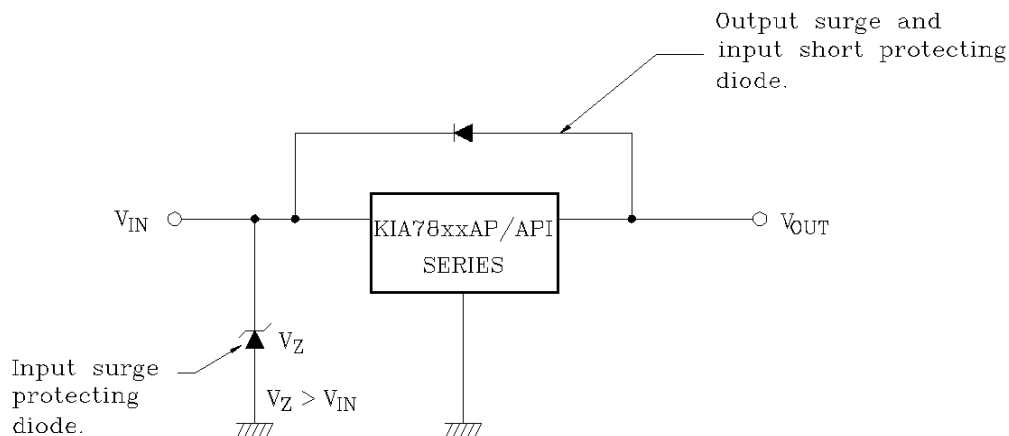 Output surge and
input short protecting
diode.
VIN
KIA78xxAP/API
SERIES
VOUT
VZ
Input surge
protecting
diode.
VZ > VIN